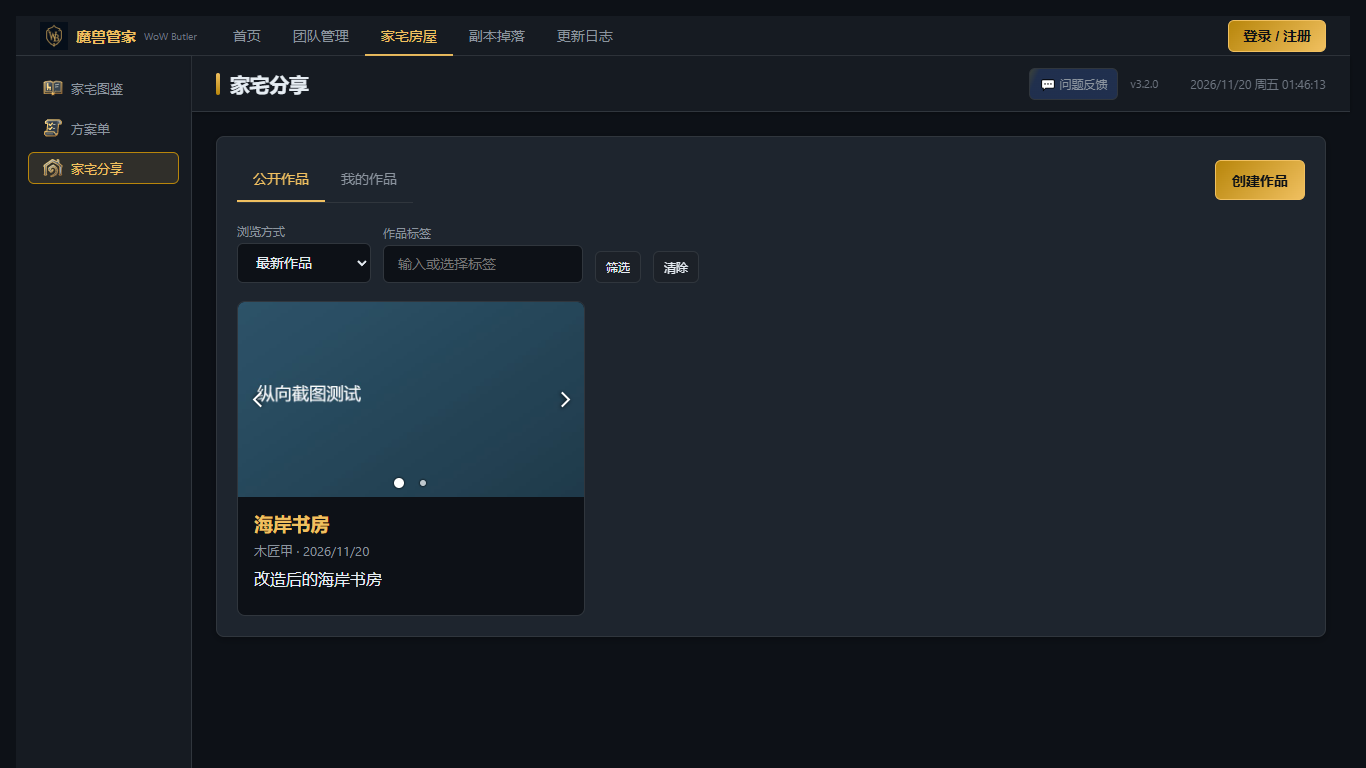 魔兽管家 WoW Butler 首页 团队管理 家宅房屋 副本掉落 更新日志 登录 / 注册
家宅图鉴
方案单
家宅分享
家宅分享 问题反馈 v3.2.0 2026/11/20 周五 01:46:13
公开作品 我的作品 创建作品
浏览方式 作品标签
最新作品 输入或选择标签 筛选 清除
纵向截图测试
海岸书房
木匠甲 · 2026/11/20
改造后的海岸书房